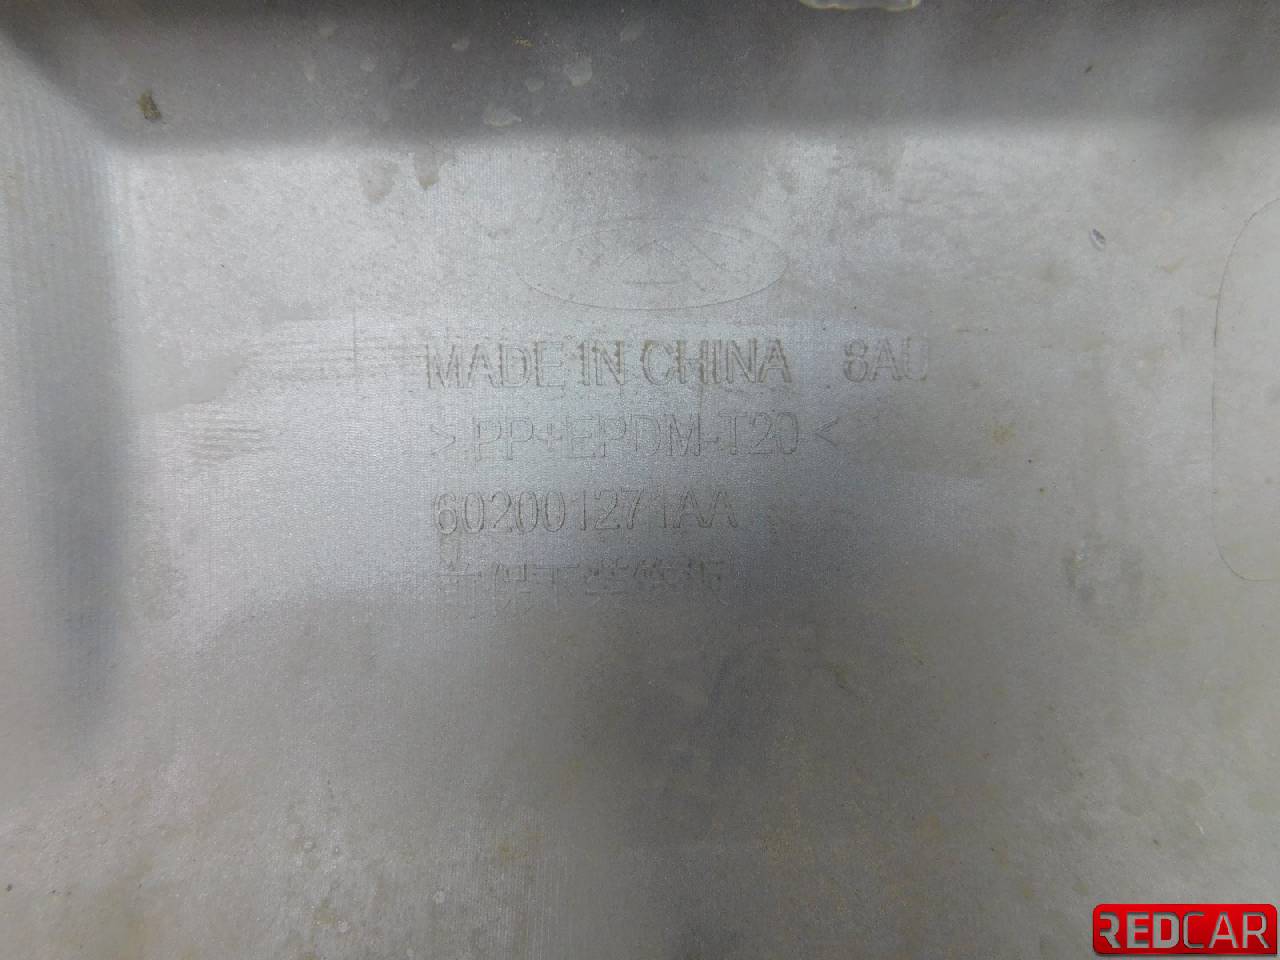 MADE IN CHINA 8AU
>PP+EPDM-T20<
602001271AA
REDCAR